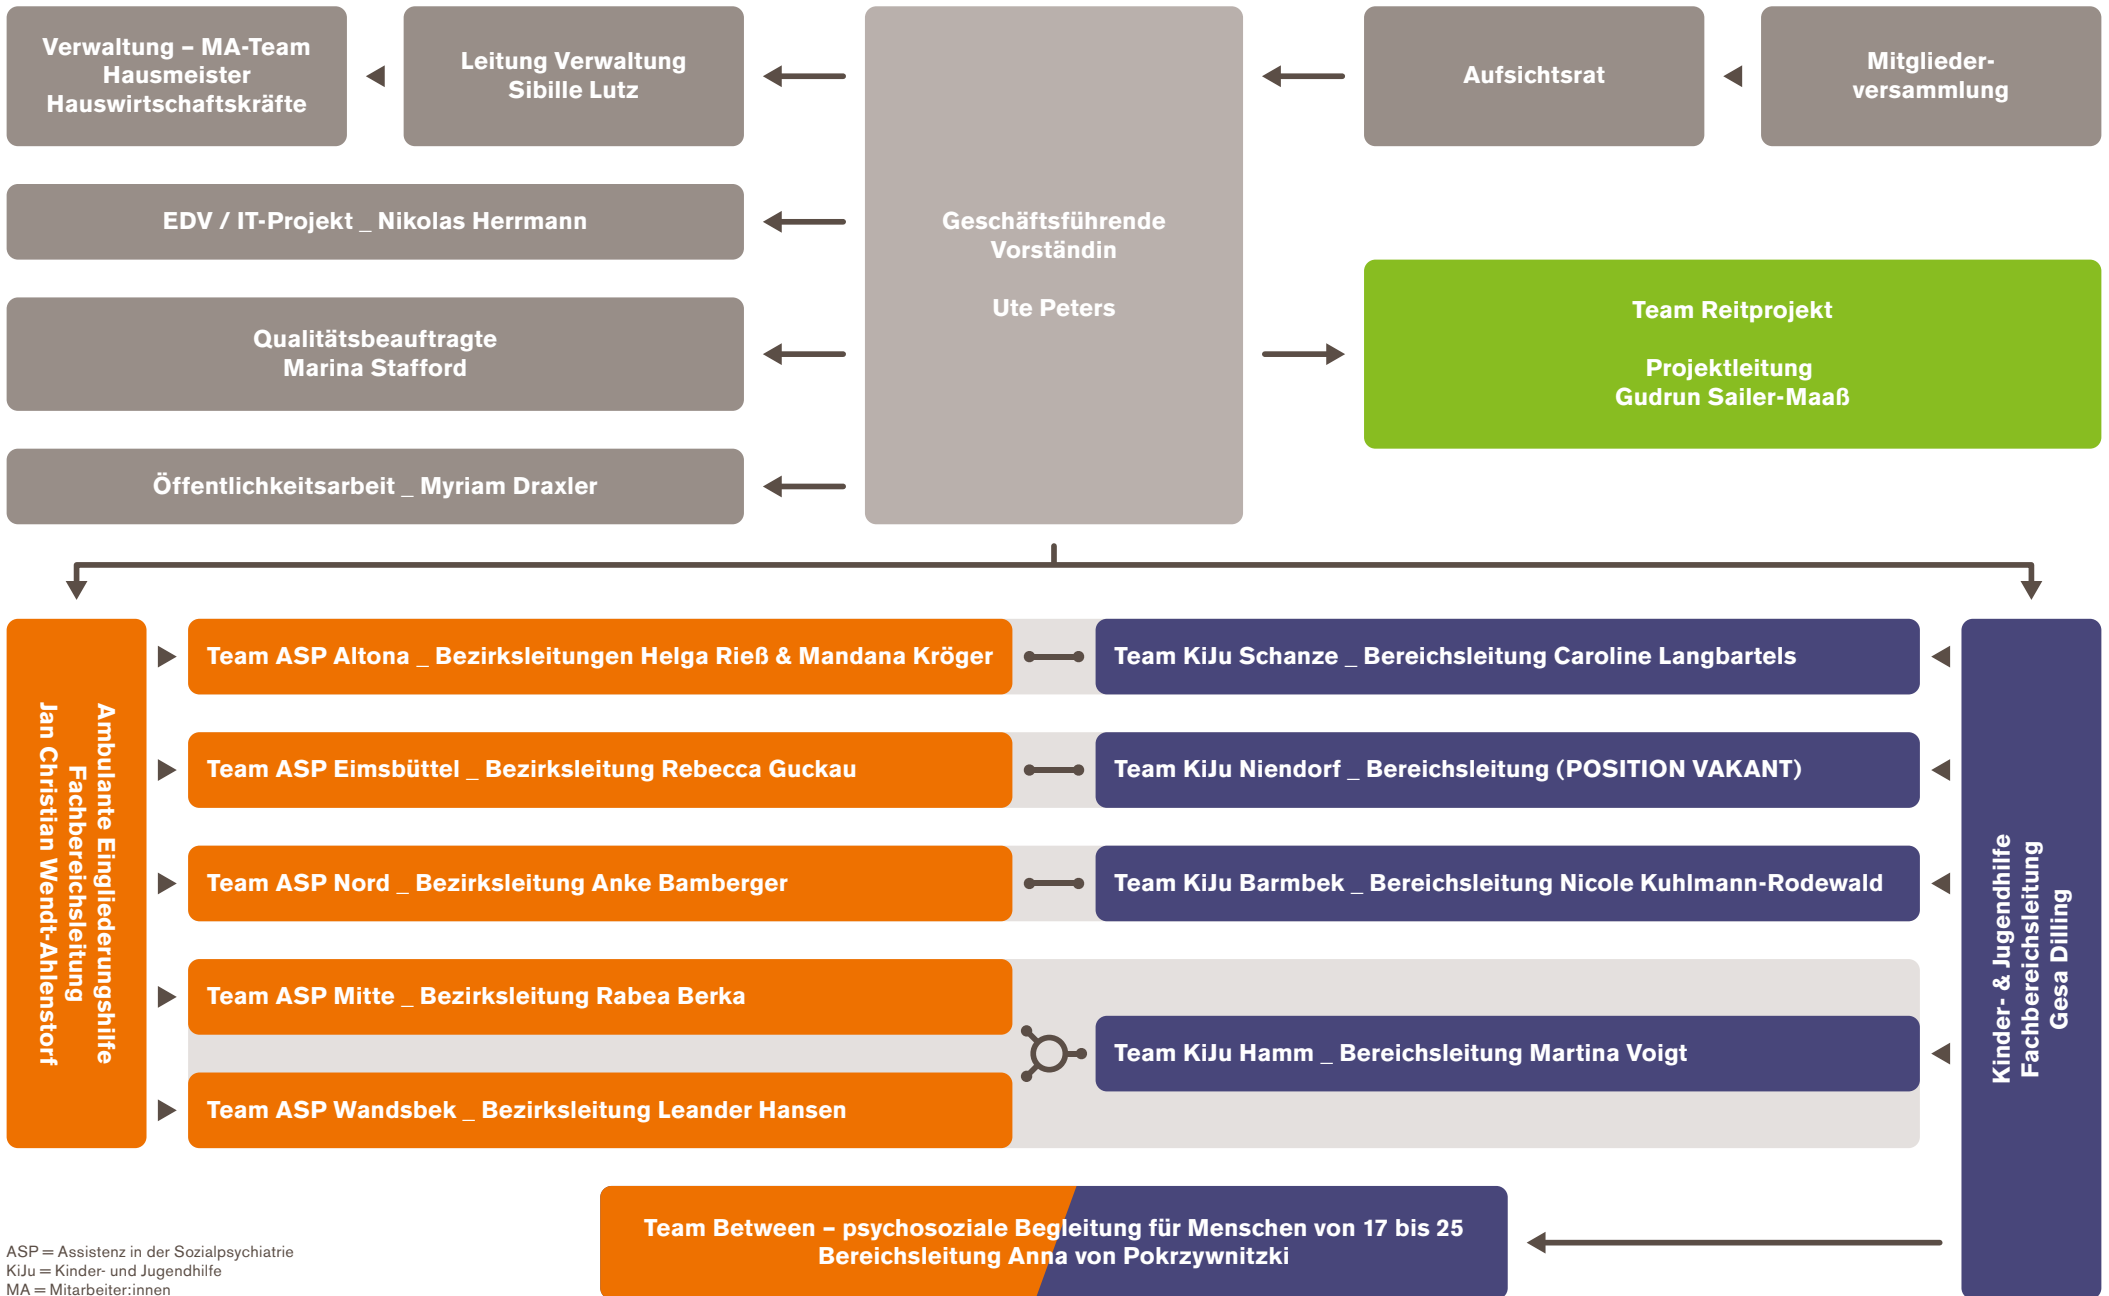 Verwaltung – MA-Team
Hausmeister
Hauswirtschaftskräfte
Leitung Verwaltung
Sibille Lutz
Geschäftsführende
Vorständin
Ute Peters
Aufsichtsrat
Mitglieder-
versammlung
EDV / IT-Projekt _ Nikolas Herrmann
Qualitätsbeauftragte
Marina Stafford
Öffentlichkeitsarbeit _ Myriam Draxler
Team Reitprojekt
Projektleitung
Gudrun Sailer-Maaß
Ambulante Eingliederungshilfe
Fachbereichsleitung
Jan Christian Wendt-Ahlenstorf
Team ASP Altona _ Bezirksleitungen Helga Rieß & Mandana Kröger
Team KiJu Schanze _ Bereichsleitung Caroline Langbartels
Team ASP Eimsbüttel _ Bezirksleitung Rebecca Guckau
Team KiJu Niendorf _ Bereichsleitung (POSITION VAKANT)
Team ASP Nord _ Bezirksleitung Anke Bamberger
Team KiJu Barmbek _ Bereichsleitung Nicole Kuhlmann-Rodewald
Team ASP Mitte _ Bezirksleitung Rabea Berka
Team KiJu Hamm _ Bereichsleitung Martina Voigt
Team ASP Wandsbek _ Bezirksleitung Leander Hansen
Kinder- & Jugendhilfe
Fachbereichsleitung
Gesa Dilling
Team Between – psychosoziale Begleitung für Menschen von 17 bis 25
Bereichsleitung Anna von Pokrzywnitzki
ASP = Assistenz in der Sozialpsychiatrie
KiJu = Kinder- und Jugendhilfe
MA = Mitarbeiter:innen